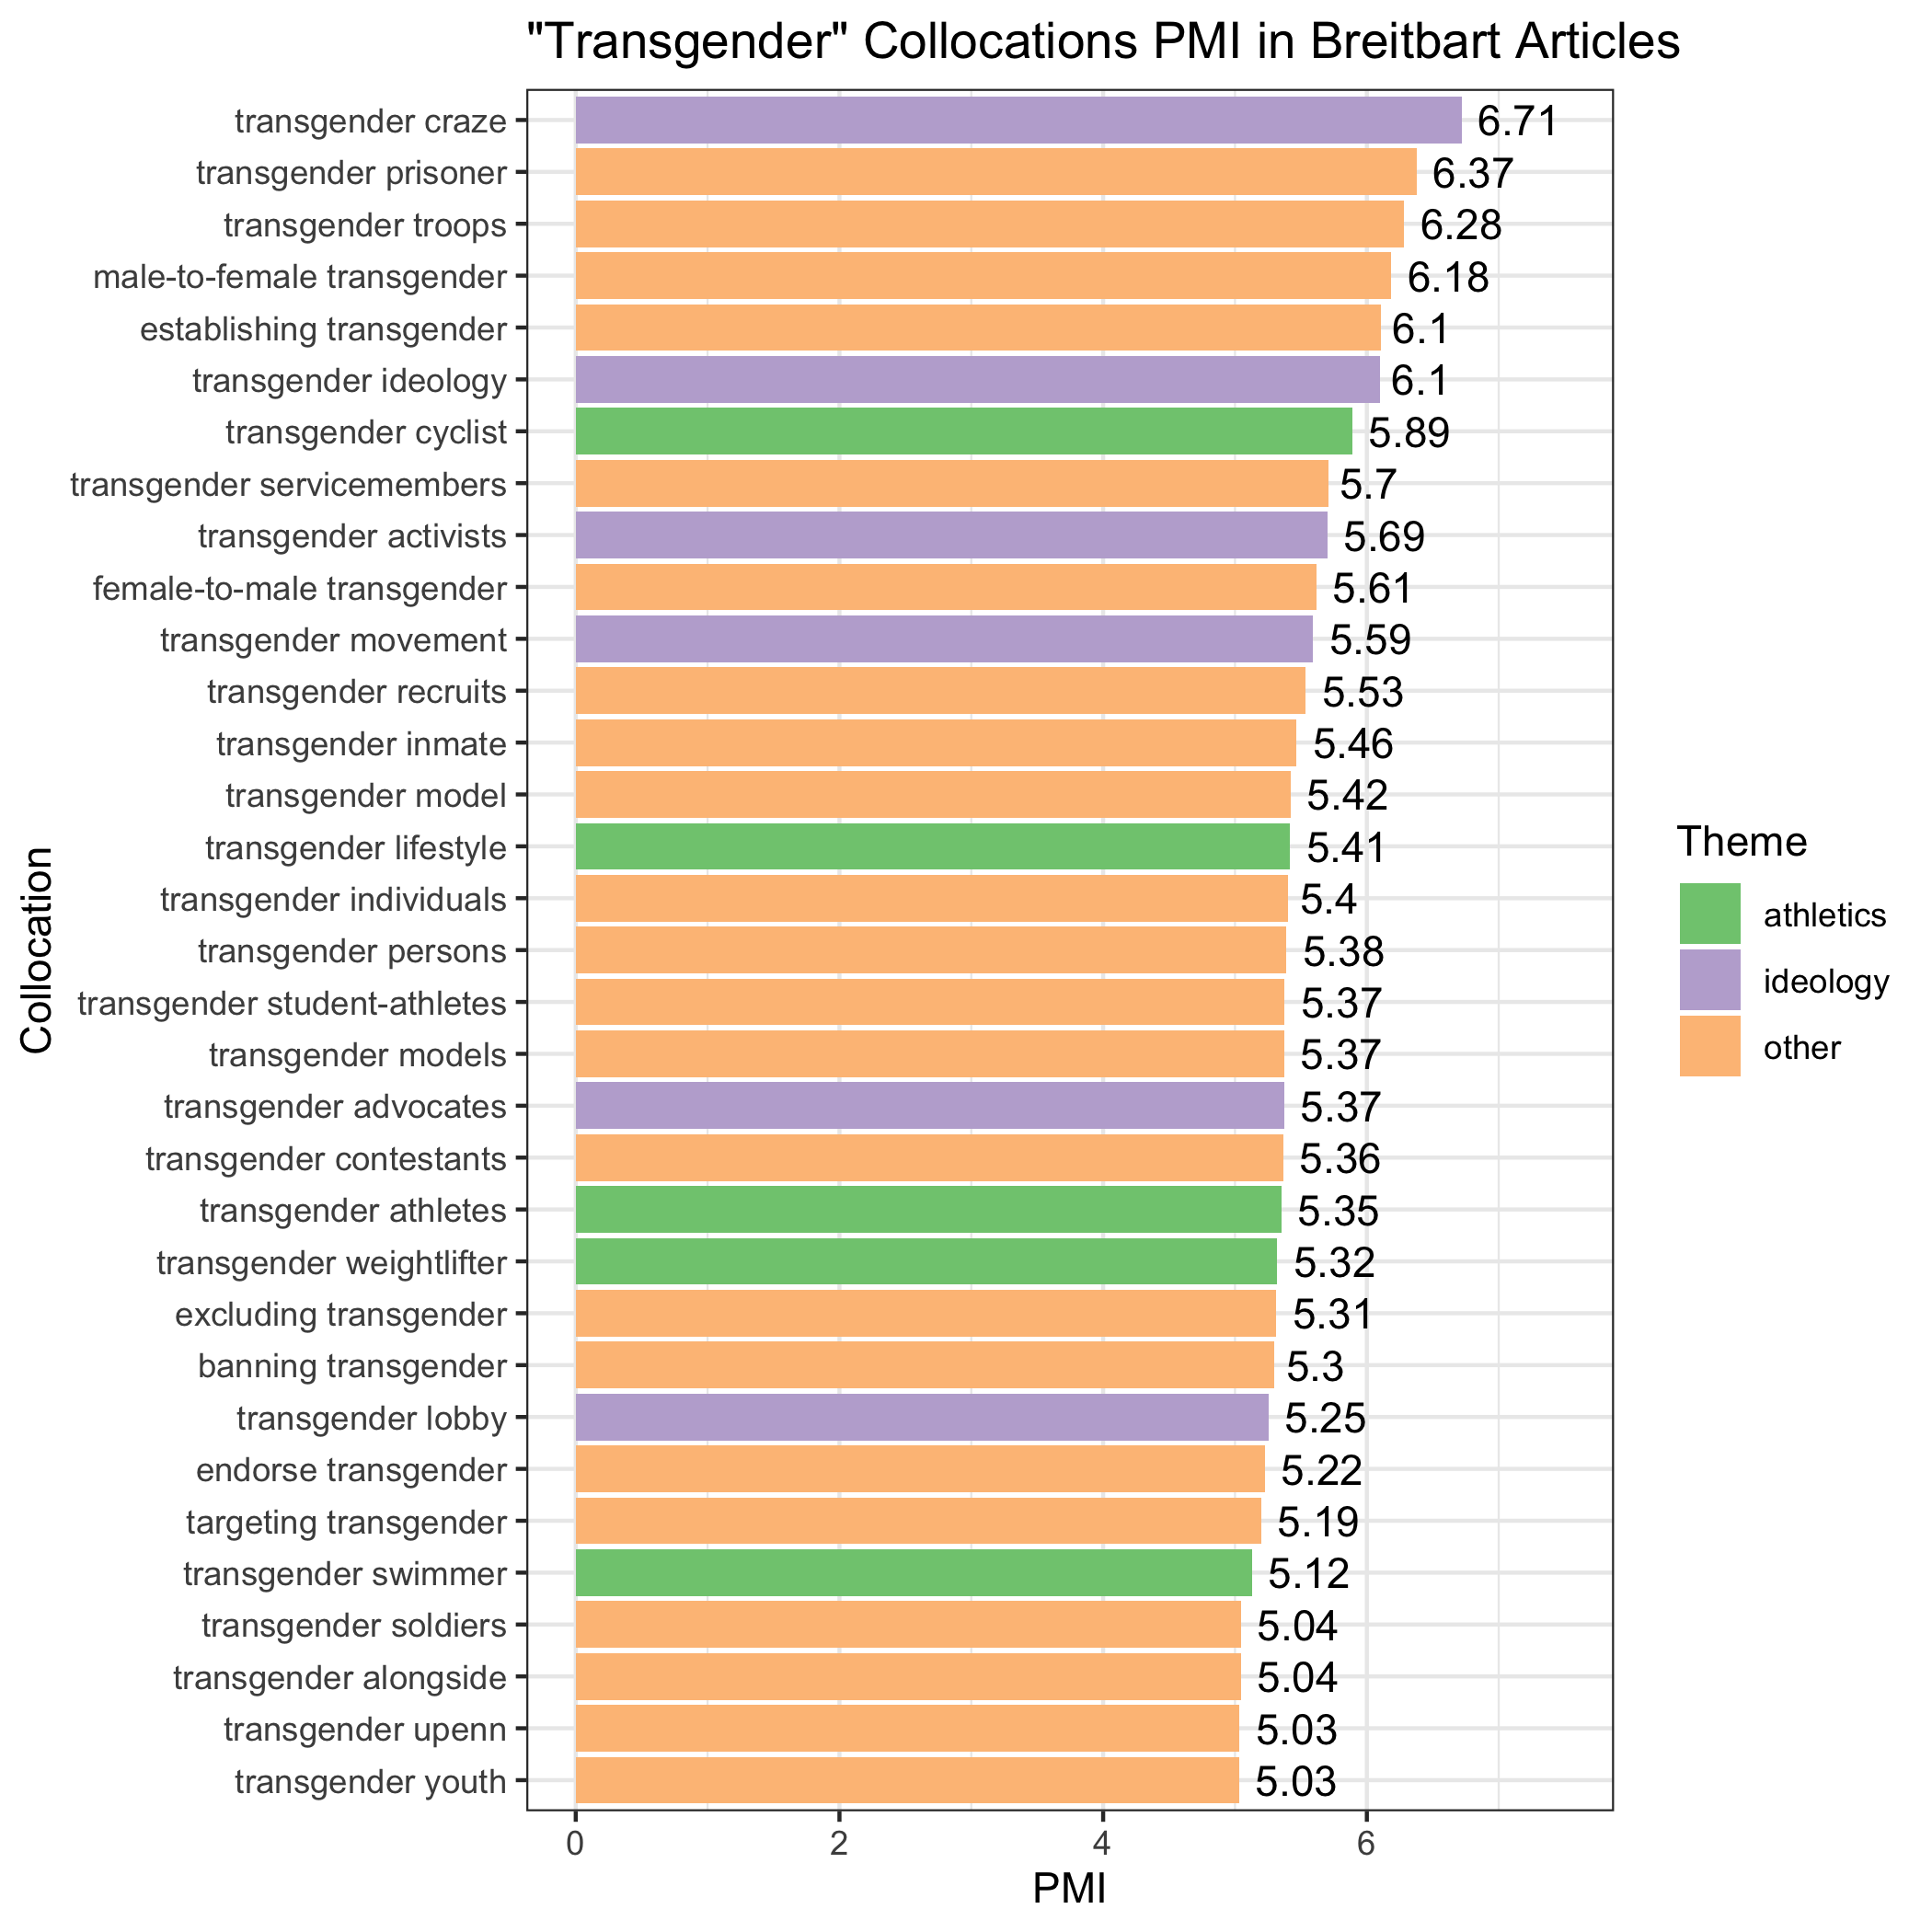 "Transgender" Collocations PMI in Breitbart Articles
transgender craze 6.71
transgender prisoner 6.37
transgender troops 6.28
male-to-female transgender 6.18
establishing transgender 6.1
transgender ideology 6.1
transgender cyclist 5.89
transgender servicemembers 5.7
transgender activists 5.69
female-to-male transgender 5.61
transgender movement 5.59
transgender recruits 5.53
transgender inmate 5.46
transgender model 5.42
transgender lifestyle 5.41
transgender individuals 5.4
transgender persons 5.38
transgender student-athletes 5.37
transgender models 5.37
transgender advocates 5.37
transgender contestants 5.36
transgender athletes 5.35
transgender weightlifter 5.32
excluding transgender 5.31
banning transgender 5.3
transgender lobby 5.25
endorse transgender 5.22
targeting transgender 5.19
transgender swimmer 5.12
transgender soldiers 5.04
transgender alongside 5.04
transgender upenn 5.03
transgender youth 5.03
0 2 4 6
PMI
Collocation
Theme
athletics
ideology
other